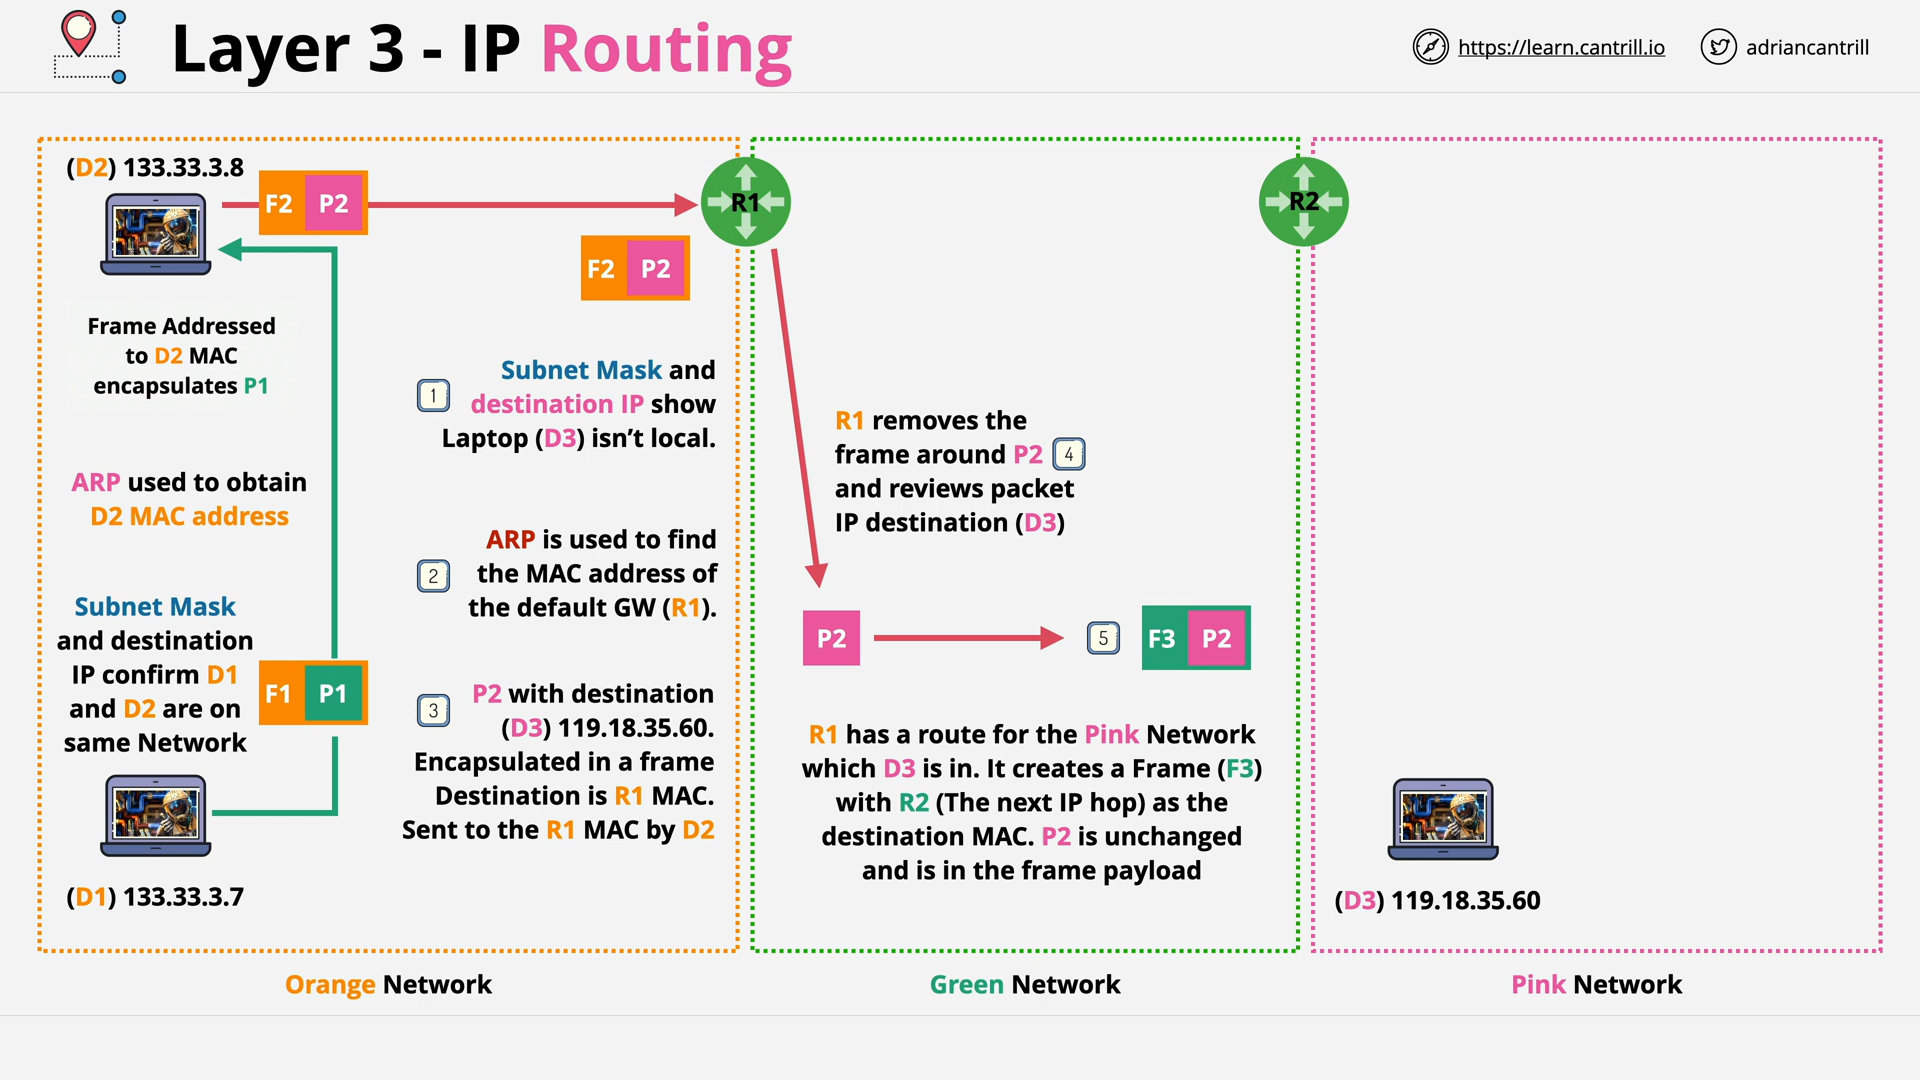 Layer 3 - IP Routing
https://learn.cantrill.io
adriancantrill
(D2) 133.33.3.8
F2 P2
R1
R2
F2 P2
Frame Addressed
to D2 MAC
encapsulates P1
ARP used to obtain
D2 MAC address
Subnet Mask
and destination
IP confirm D1
and D2 are on
same Network
F1 P1
(D1) 133.33.3.7
1
Subnet Mask and
destination IP show
Laptop (D3) isn’t local.
2
ARP is used to find
the MAC address of
the default GW (R1).
3
P2 with destination
(D3) 119.18.35.60.
Encapsulated in a frame
Destination is R1 MAC.
Sent to the R1 MAC by D2
R1 removes the
frame around P2 4
and reviews packet
IP destination (D3)
P2
5
F3 P2
R1 has a route for the Pink Network
which D3 is in. It creates a Frame (F3)
with R2 (The next IP hop) as the
destination MAC. P2 is unchanged
and is in the frame payload
(D3) 119.18.35.60
Orange Network
Green Network
Pink Network